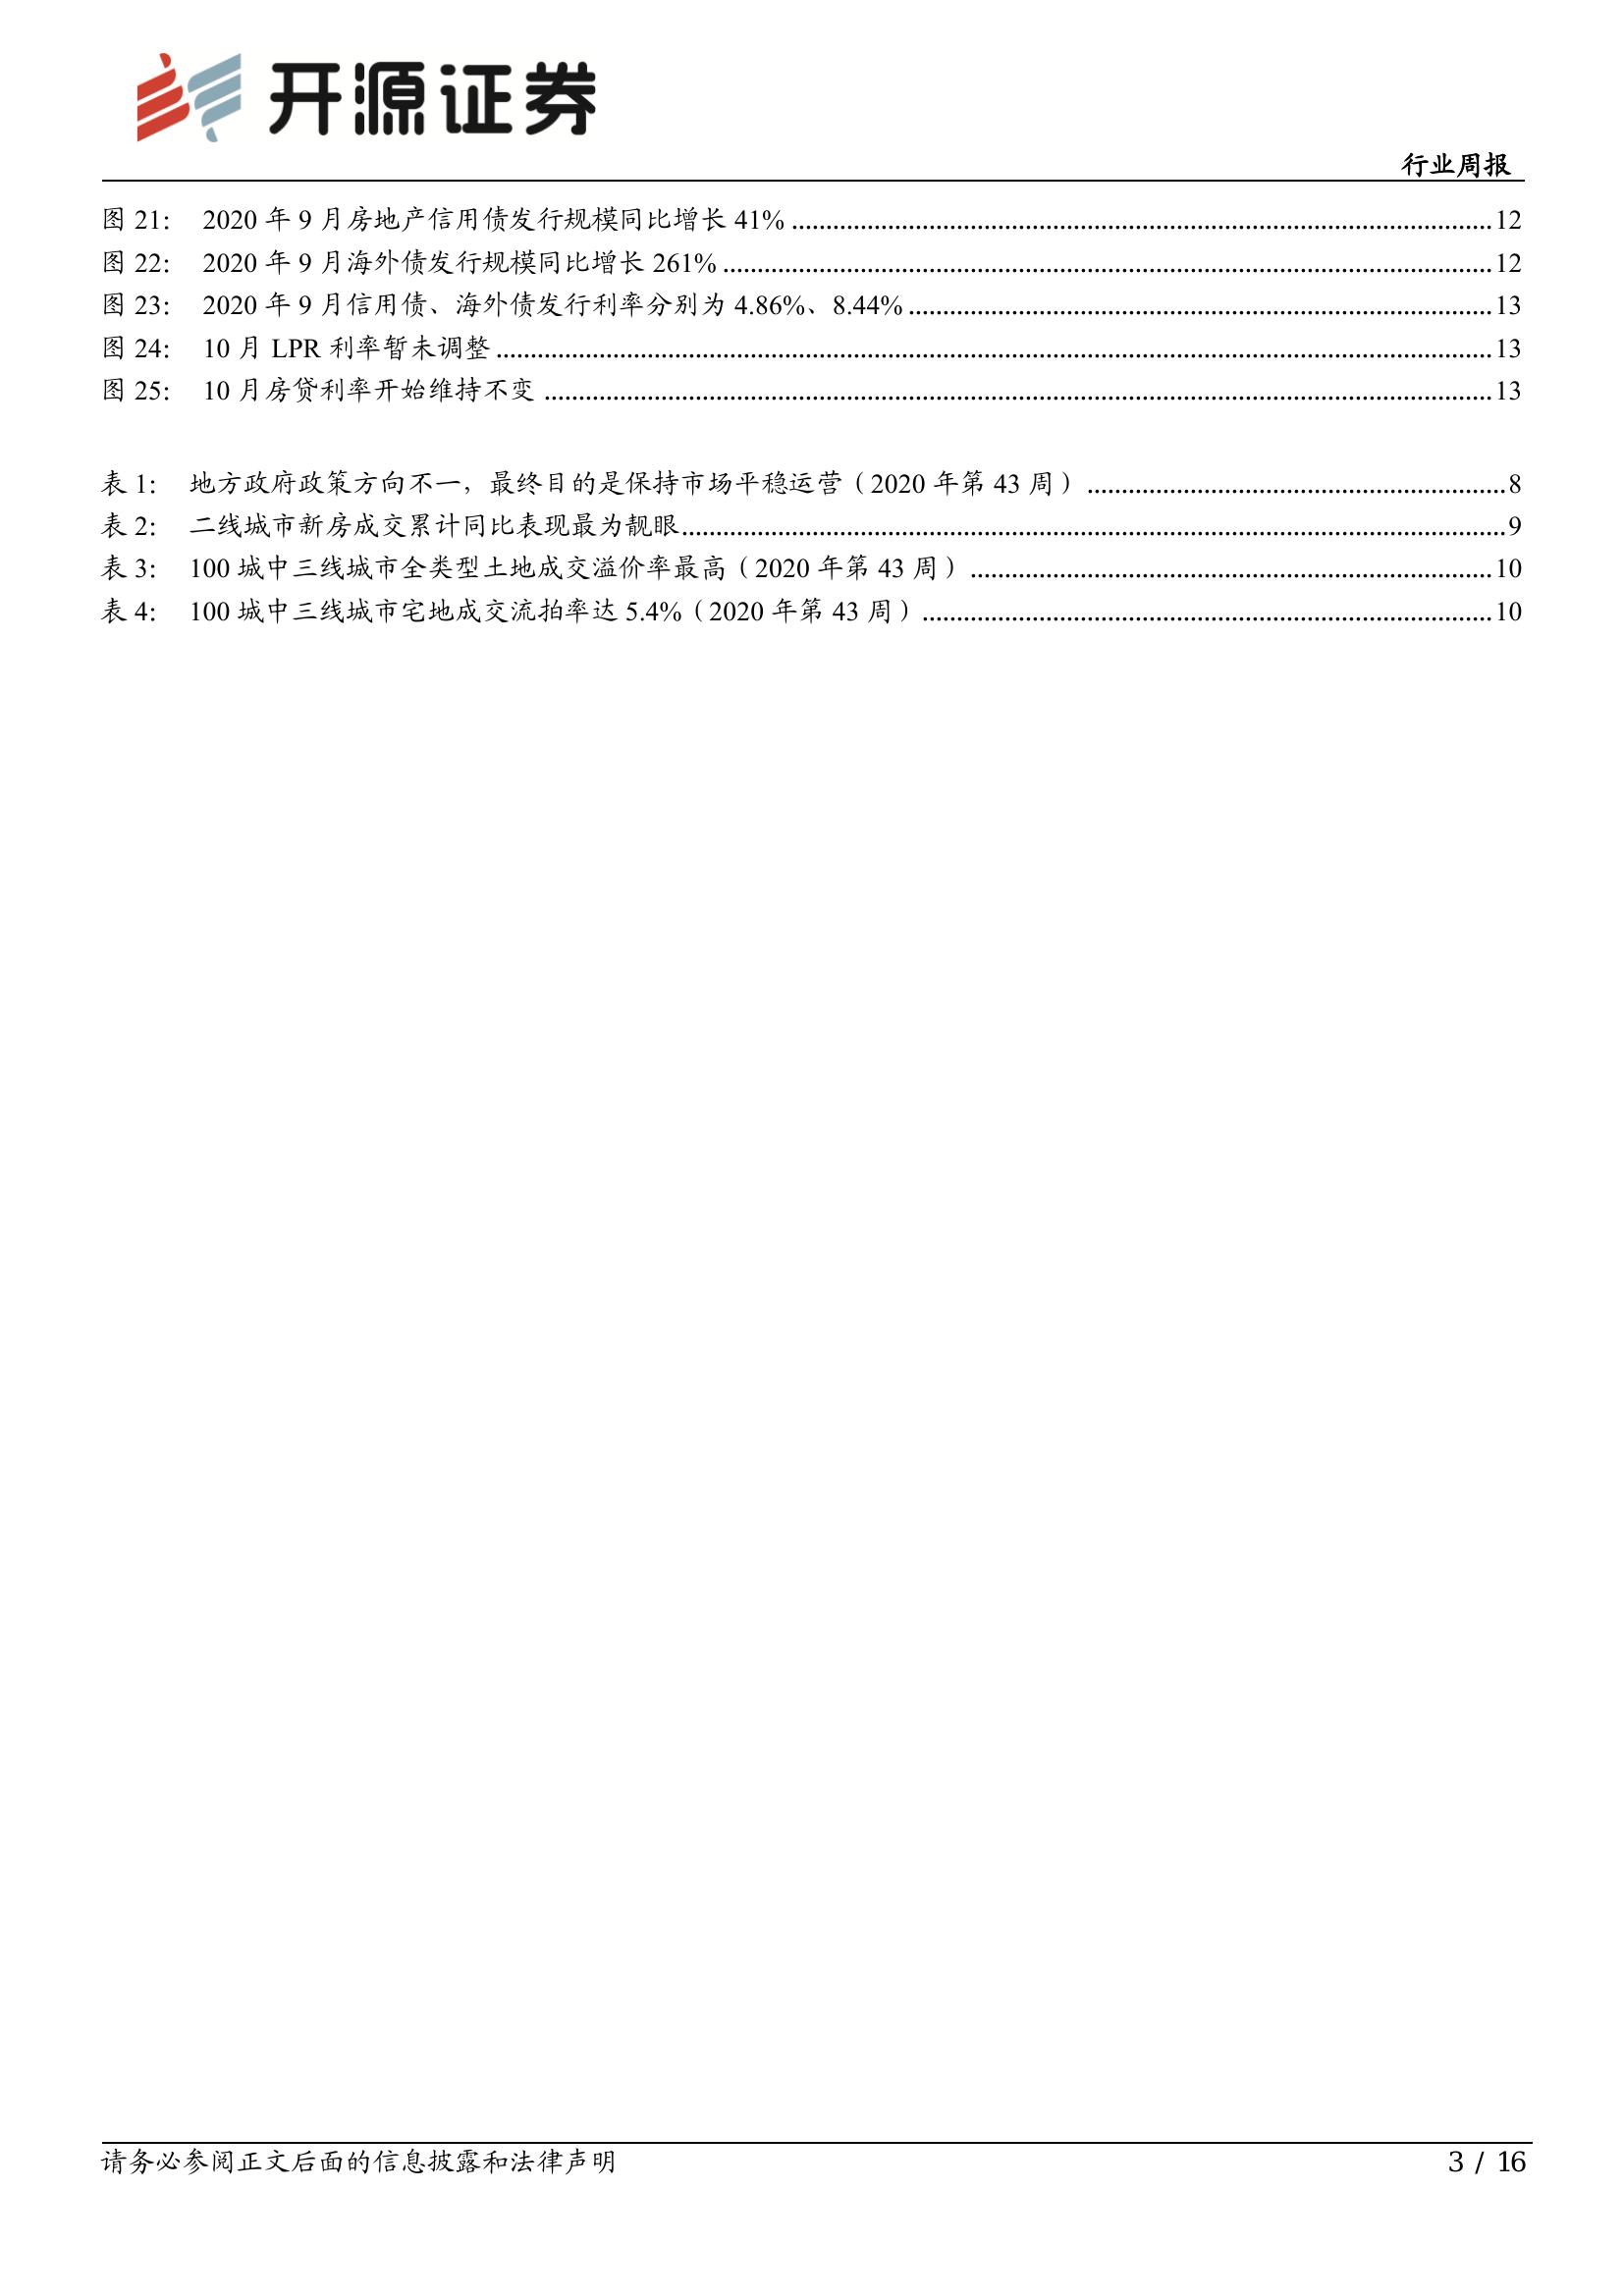 开源证券
行业周报
图 21： 2020 年 9 月房地产信用债发行规模同比增长 41% ........ 12
图 22： 2020 年 9 月海外债发行规模同比增长 261% ........ 12
图 23： 2020 年 9 月信用债、海外债发行利率分别为 4.86%、8.44% ........ 13
图 24： 10 月 LPR 利率暂未调整 ........ 13
图 25： 10 月房贷利率开始维持不变 ........ 13
表 1： 地方政府政策方向不一，最终目的是保持市场平稳运营（2020 年第 43 周） ........ 8
表 2： 二线城市新房成交累计同比表现最为靓眼 ........ 9
表 3： 100 城中三线城市全类型土地成交溢价率最高（2020 年第 43 周） ........ 10
表 4： 100 城中三线城市宅地成交流拍率达 5.4%（2020 年第 43 周） ........ 10
请务必参阅正文后面的信息披露和法律声明
3 / 16